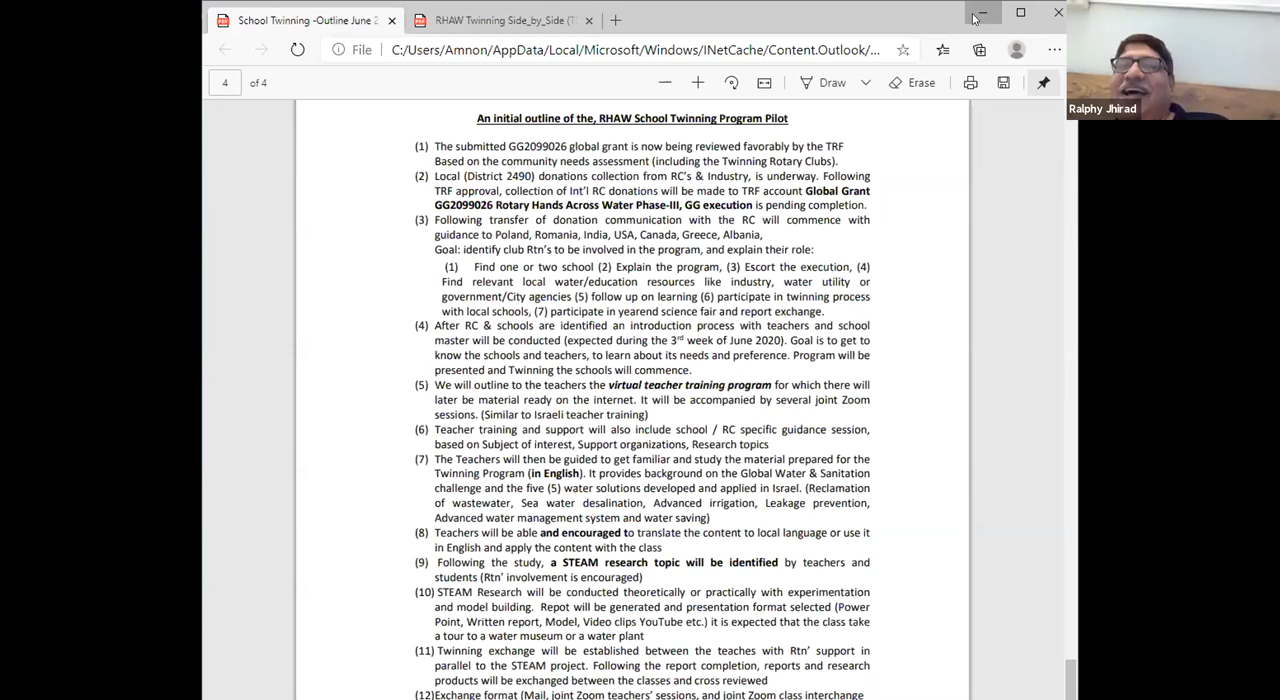 School Twinning -Outline June 2
RHAW Twinning Side_by_Side (T
File
C:/Users/Amnon/AppData/Local/Microsoft/Windows/INetCache/Content.Outlook/...
4 of 4
Draw
Erase
Ralphy Jhirad
An initial outline of the, RHAW School Twinning Program Pilot
(1) The submitted GG2099026 global grant is now being reviewed favorably by the TRF
Based on the community needs assessment (including the Twinning Rotary Clubs).
(2) Local (District 2490) donations collection from RC's & Industry, is underway. Following
TRF approval, collection of Int'l RC donations will be made to TRF account Global Grant
GG2099026 Rotary Hands Across Water Phase-III, GG execution is pending completion.
(3) Following transfer of donation communication with the RC will commence with
guidance to Poland, Romania, India, USA, Canada, Greece, Albania,
Goal: identify club Rtn's to be involved in the program, and explain their role:
(1) Find one or two school (2) Explain the program, (3) Escort the execution, (4)
Find relevant local water/education resources like industry, water utility or
government/City agencies (5) follow up on learning (6) participate in twinning process
with local schools, (7) participate in yearend science fair and report exchange.
(4) After RC & schools are identified an introduction process with teachers and school
master will be conducted (expected during the 3rd week of June 2020). Goal is to get to
know the schools and teachers, to learn about its needs and preference. Program will be
presented and Twinning the schools will commence.
(5) We will outline to the teachers the virtual teacher training program for which there will
later be material ready on the internet. It will be accompanied by several joint Zoom
sessions. (Similar to Israeli teacher training)
(6) Teacher training and support will also include school / RC specific guidance session,
based on Subject of interest, Support organizations, Research topics
(7) The Teachers will then be guided to get familiar and study the material prepared for the
Twinning Program (in English). It provides background on the Global Water & Sanitation
challenge and the five (5) water solutions developed and applied in Israel. (Reclamation
of wastewater, Sea water desalination, Advanced irrigation, Leakage prevention,
Advanced water management system and water saving)
(8) Teachers will be able and encouraged to translate the content to local language or use it
in English and apply the content with the class
(9) Following the study, a STEAM research topic will be identified by teachers and
students (Rtn' involvement is encouraged)
(10) STEAM Research will be conducted theoretically or practically with experimentation
and model building. Repot will be generated and presentation format selected (Power
Point, Written report, Model, Video clips YouTube etc.) it is expected that the class take
a tour to a water museum or a water plant
(11) Twinning exchange will be established between the teaches with Rtn' support in
parallel to the STEAM project. Following the report completion, reports and research
products will be exchanged between the classes and cross reviewed
(12)Exchange format (Mail, joint Zoom teachers' sessions, and joint Zoom class interchange